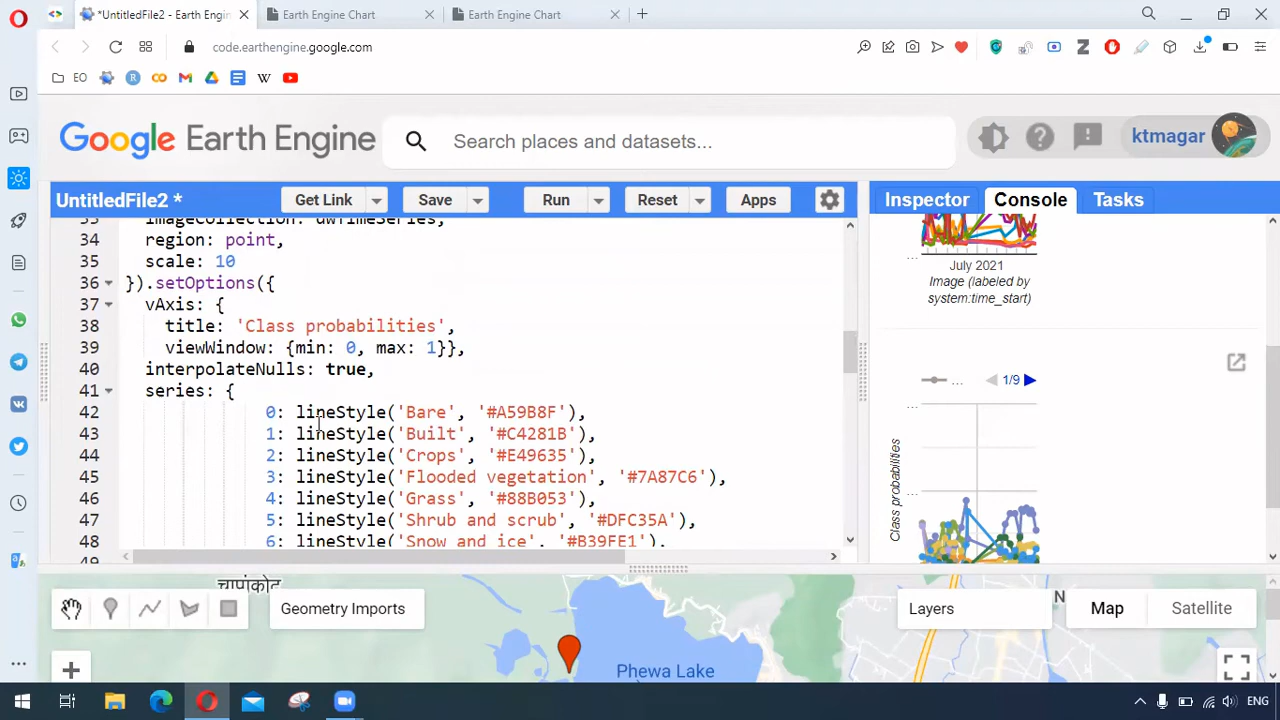 *UntitledFile2 - Earth Engin
Earth Engine Chart
Earth Engine Chart
code.earthengine.google.com
EO
Google Earth Engine
Search places and datasets...
ktmagar
UntitledFile2 *
Get Link
Save
Run
Reset
Apps
Inspector
Console
Tasks
33 imageCollection: dwTimeSeries,
34 region: point,
35 scale: 10
36 }).setOptions({
37 vAxis: {
38 title: 'Class probabilities',
39 viewWindow: {min: 0, max: 1}},
40 interpolateNulls: true,
41 series: {
42 0: lineStyle('Bare', '#A59B8F'),
43 1: lineStyle('Built', '#C4281B'),
44 2: lineStyle('Crops', '#E49635'),
45 3: lineStyle('Flooded vegetation', '#7A87C6'),
46 4: lineStyle('Grass', '#88B053'),
47 5: lineStyle('Shrub and scrub', '#DFC35A'),
48 6: lineStyle('Snow and ice', '#B39FE1'),
49
...
July 2021
Image (labeled by
system:time_start)
...
1/9
...
Class probabilities
...
चापाकोट
Geometry Imports
Layers
N
Map
Satellite
Phewa Lake
ENG